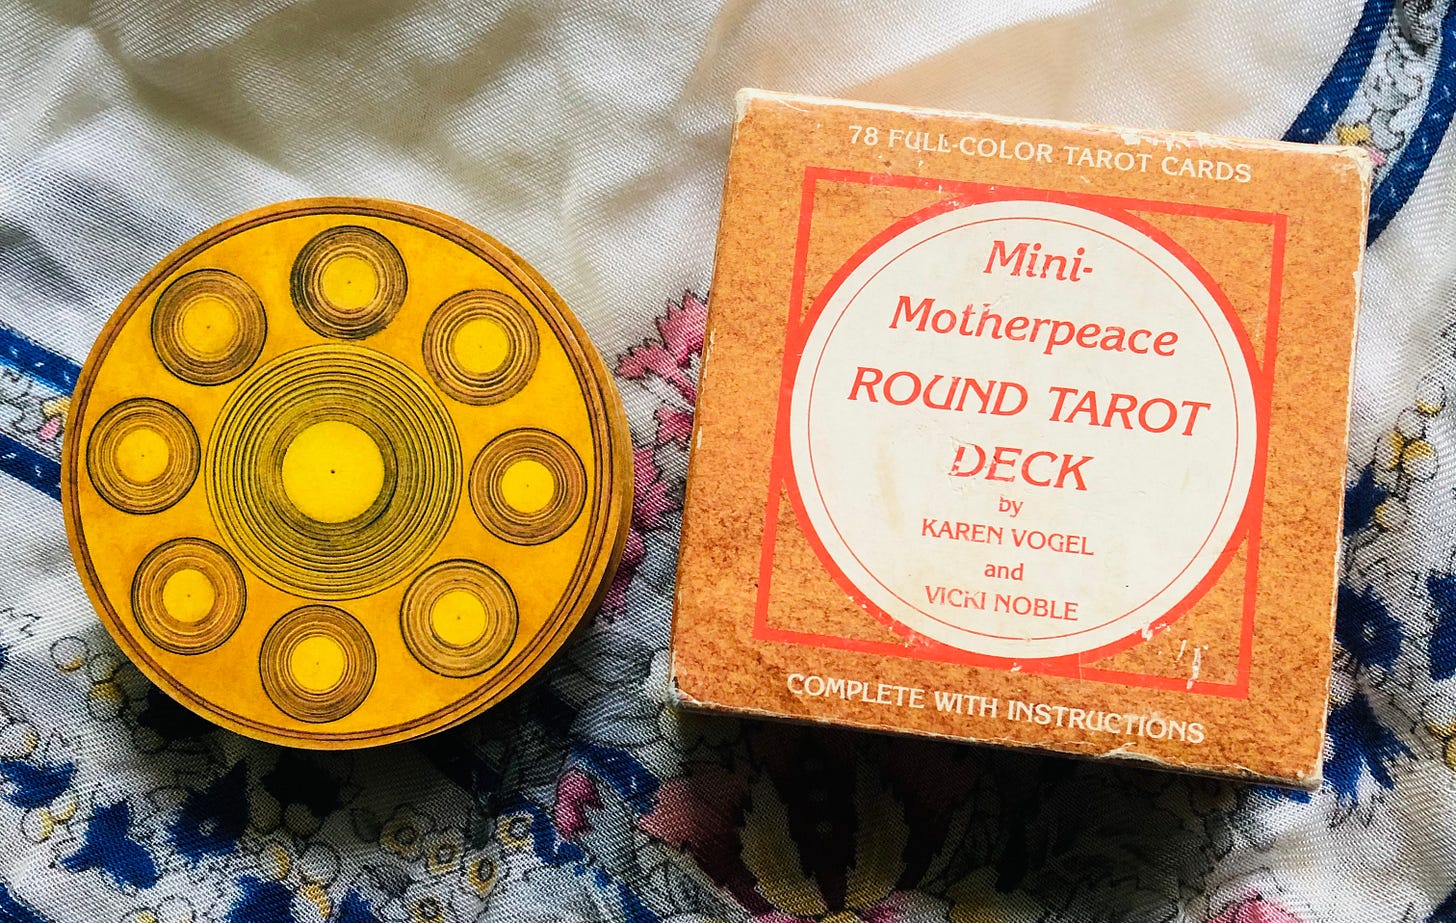 78 FULL-COLOR TAROT CARDS
Mini-
Motherpeace
ROUND TAROT
DECK
by
KAREN VOGEL
and
VICKI NOBLE
COMPLETE WITH INSTRUCTIONS